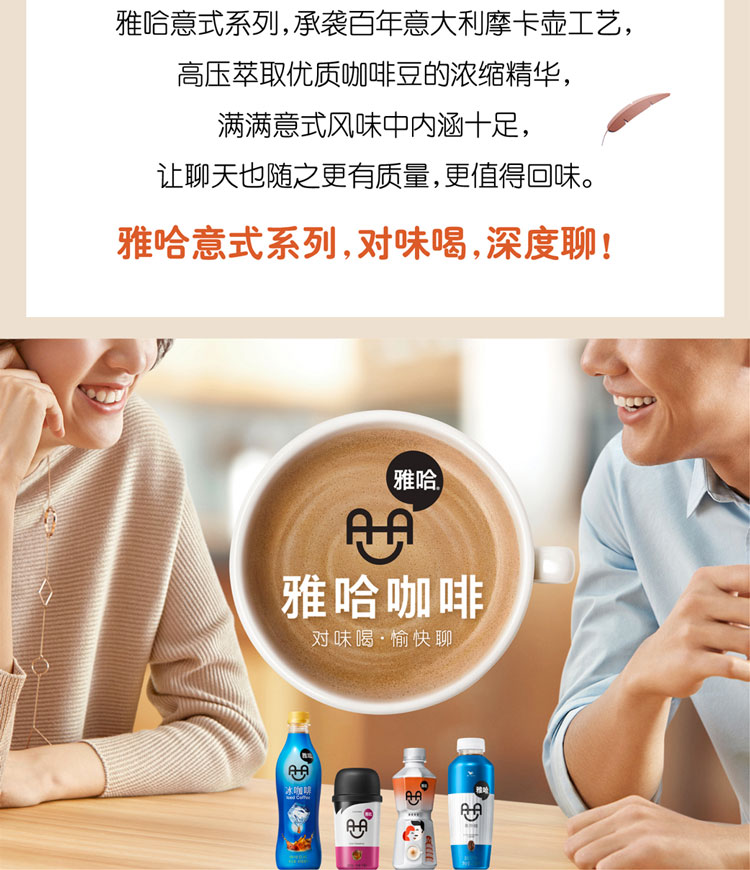 雅哈意式系列,承袭百年意大利摩卡壶工艺,
高压萃取优质咖啡豆的浓缩精华,
满满意式风味中内涵十足,
让聊天也随之更有质量,更值得回味。
雅哈意式系列,对味喝,深度聊!
雅哈
AHA
雅哈咖啡
对味喝·愉快聊
雅哈
冰咖啡
Iced Coffee
雅哈